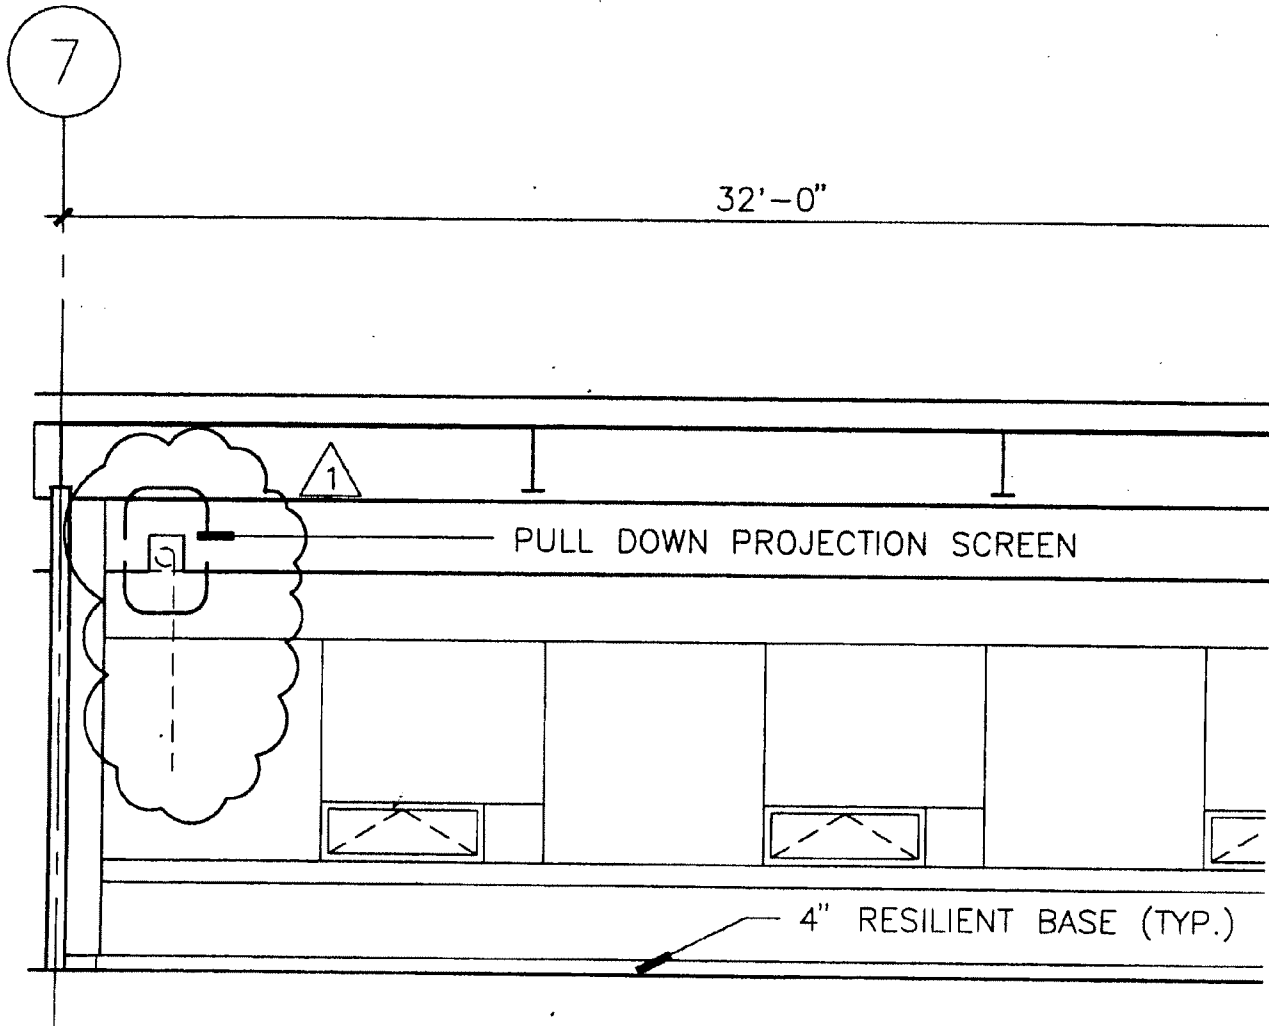 7
32'-0"
1
PULL DOWN PROJECTION SCREEN
4" RESILIENT BASE (TYP.)